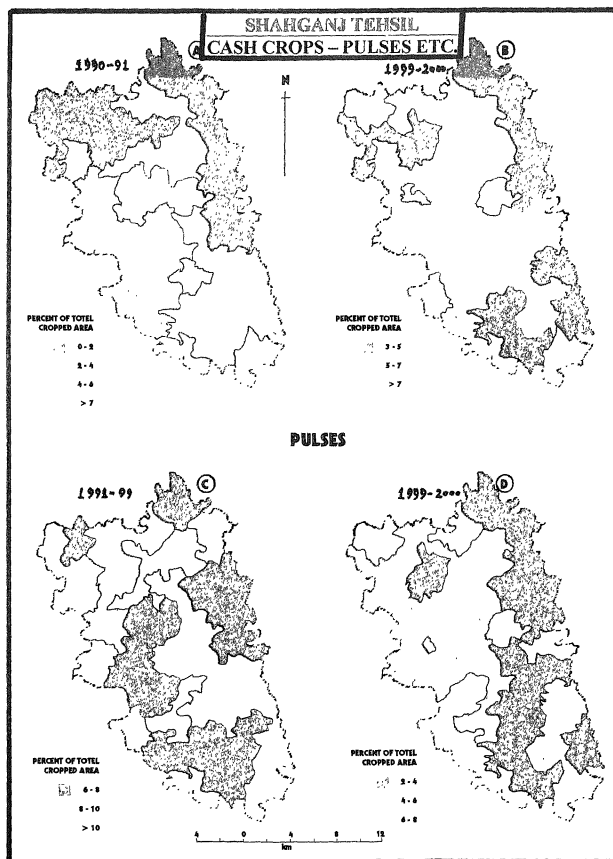 SHAHGANJ TEHSIL
CASH CROPS – PULSES ETC.
1990-91
A
N
1999-2000
B
PERCENT OF TOTEL
CROPPED AREA
0 - 2
2 - 4
4 - 6
> 7
PERCENT OF TOTEL
CROPPED AREA
3 - 5
5 - 7
> 7
PULSES
1991-99
C
1999-2000
D
PERCENT OF TOTEL
CROPPED AREA
6 - 8
8 - 10
> 10
PERCENT OF TOTEL
CROPPED AREA
2 - 4
4 - 6
6 - 8
4 0 4 8 12
km